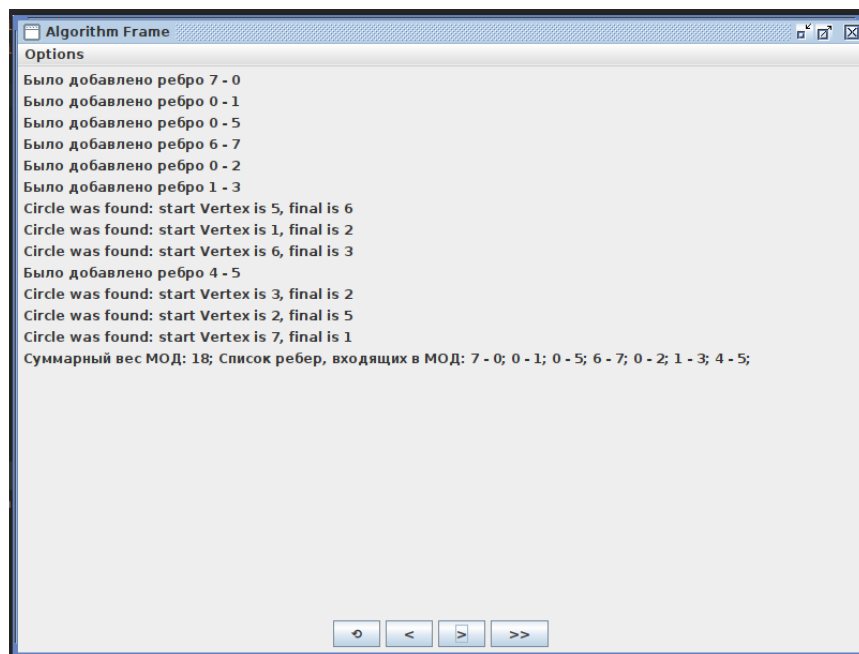 Algorithm Frame
Options
Было добавлено ребро 7 - 0
Было добавлено ребро 0 - 1
Было добавлено ребро 0 - 5
Было добавлено ребро 6 - 7
Было добавлено ребро 0 - 2
Было добавлено ребро 1 - 3
Circle was found: start Vertex is 5, final is 6
Circle was found: start Vertex is 1, final is 2
Circle was found: start Vertex is 6, final is 3
Было добавлено ребро 4 - 5
Circle was found: start Vertex is 3, final is 2
Circle was found: start Vertex is 2, final is 5
Circle was found: start Vertex is 7, final is 1
Суммарный вес МОД: 18; Список ребер, входящих в МОД: 7 - 0; 0 - 1; 0 - 5; 6 - 7; 0 - 2; 1 - 3; 4 - 5;
⟲ < > >>